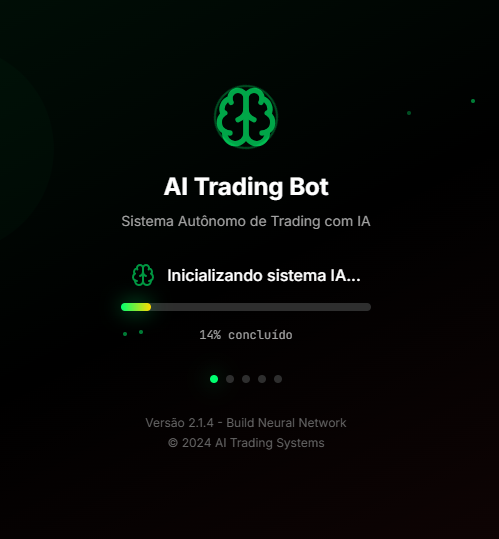 AI Trading Bot
Sistema Autônomo de Trading com IA
Inicializando sistema IA...
14% concluído
Versão 2.1.4 - Build Neural Network
© 2024 AI Trading Systems